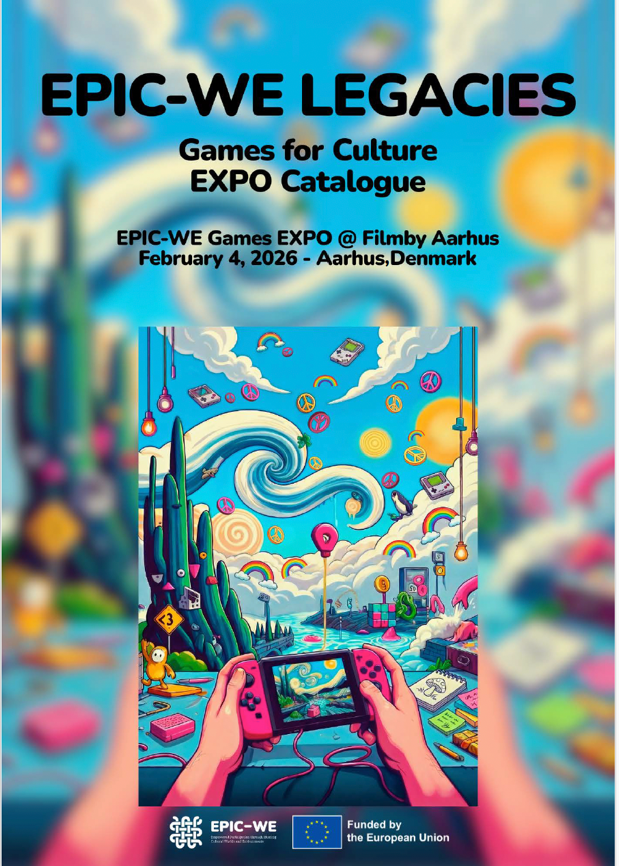 EPIC-WE LEGACIES
Games for Culture
EXPO Catalogue
EPIC-WE Games EXPO @ Filmby Aarhus
February 4, 2026 - Aarhus,Denmark
<3
EPIC-WE
Funded by
the European Union